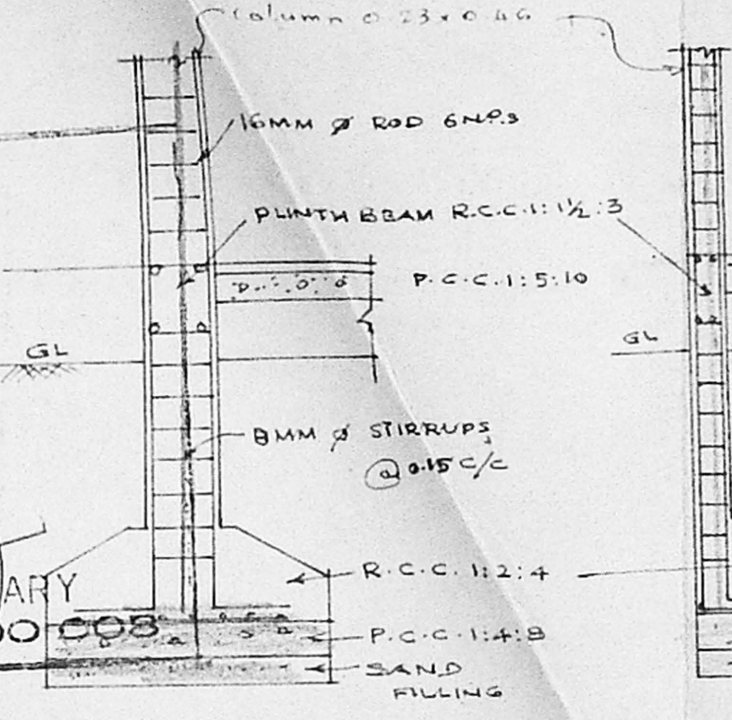 column 0.23 x 0.46
16MM Ø ROD 6NO.S
PLINTH BEAM R.C.C.1:1½:3
P.C.C.1:5:10
GL
GL
8MM Ø STIRRUPS
@ 0.15 C/C
R.C.C.1:2:4
ARY
P.C.C.1:4:8
SAND
FILLING